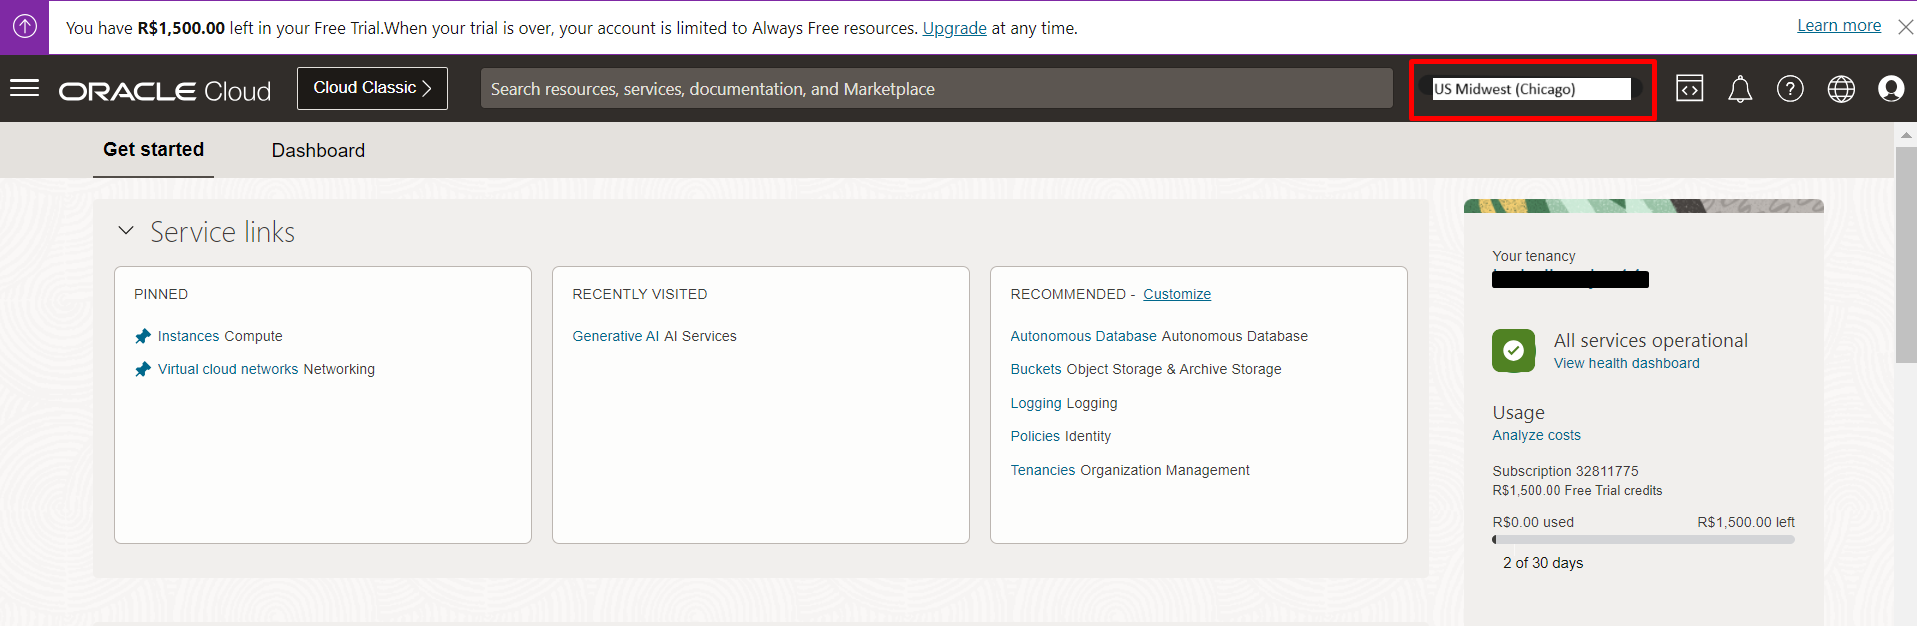 You have R$1,500.00 left in your Free Trial.When your trial is over, your account is limited to Always Free resources. Upgrade at any time.
Learn more
ORACLE Cloud
Cloud Classic
Search resources, services, documentation, and Marketplace
US Midwest (Chicago)
Get started
Dashboard
Service links
PINNED
Instances Compute
Virtual cloud networks Networking
RECENTLY VISITED
Generative AI AI Services
RECOMMENDED - Customize
Autonomous Database Autonomous Database
Buckets Object Storage & Archive Storage
Logging Logging
Policies Identity
Tenancies Organization Management
Your tenancy
All services operational
View health dashboard
Usage
Analyze costs
Subscription 32811775
R$1,500.00 Free Trial credits
R$0.00 used
R$1,500.00 left
2 of 30 days